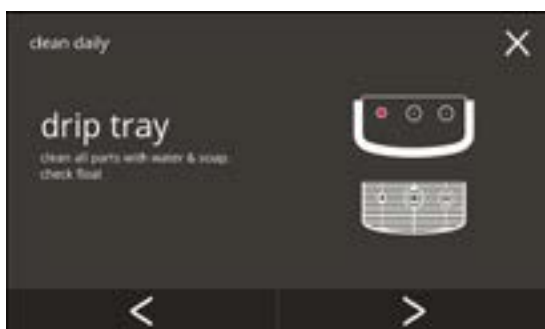 clean daily
drip tray
clean all parts with water & soap.
check float